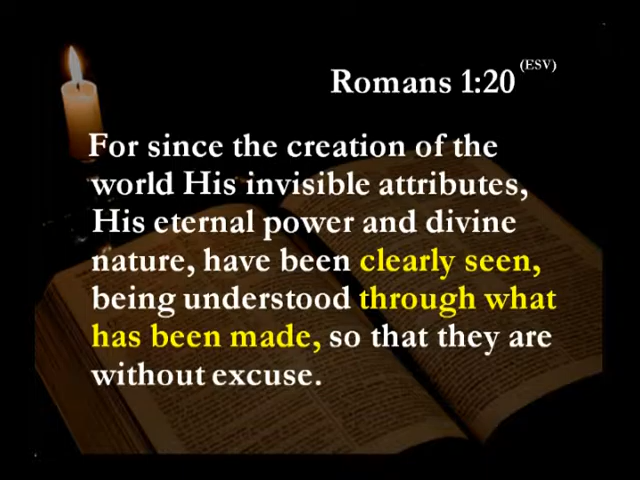 Romans 1:20 (ESV)
For since the creation of the
world His invisible attributes,
His eternal power and divine
nature, have been clearly seen,
being understood through what
has been made, so that they are
without excuse.